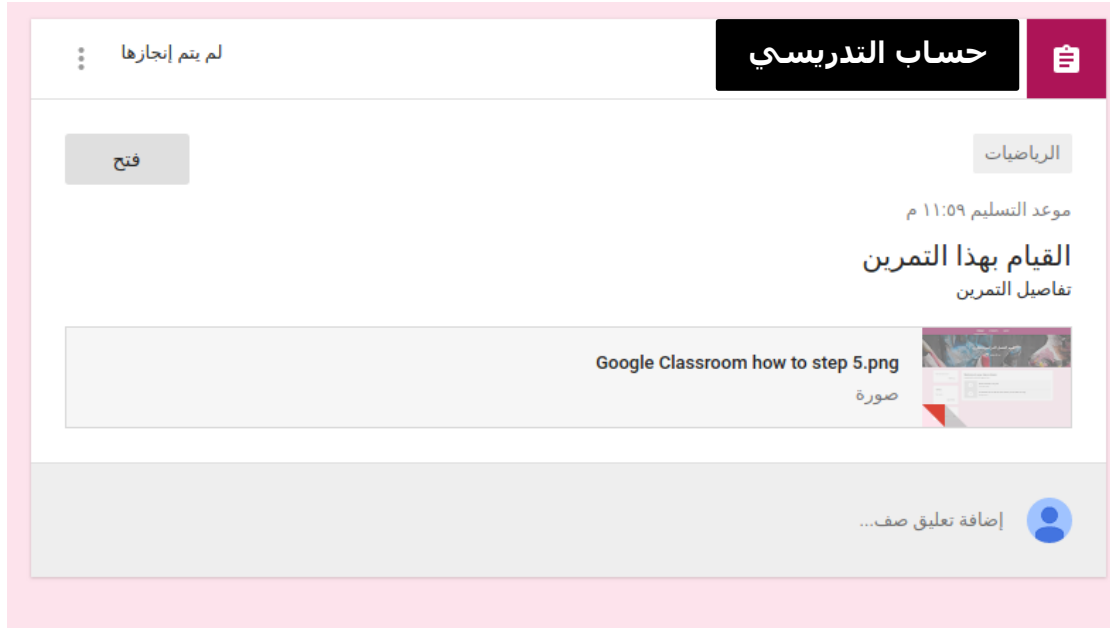 حساب التدريسي
لم يتم إنجازها
الرياضيات
فتح
موعد التسليم ١١:٥٩ م
القيام بهذا التمرين
تفاصيل التمرين
Google Classroom how to step 5.png
صورة
إضافة تعليق صف...